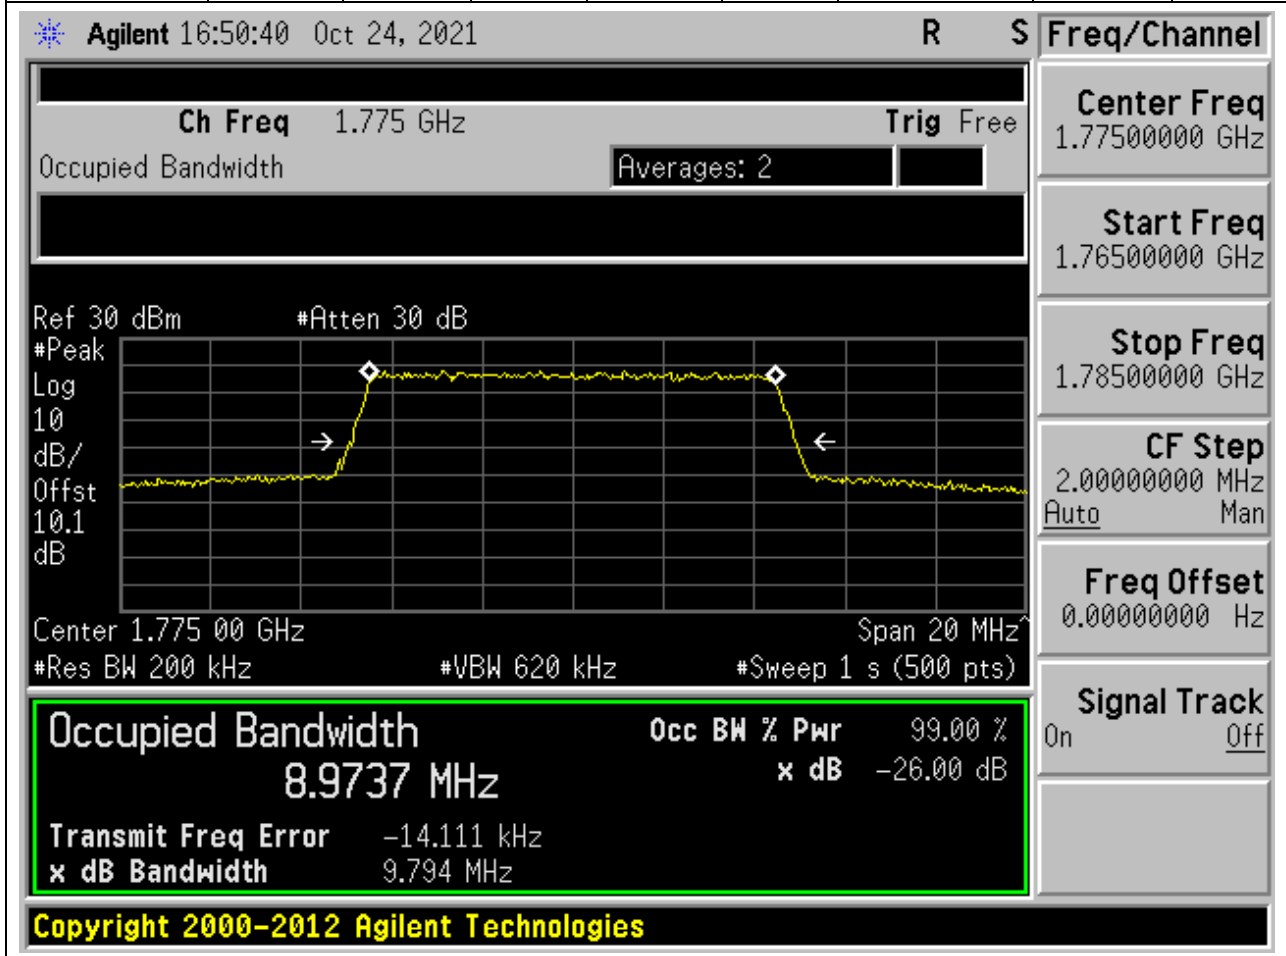 Agilent 16:50:40 Oct 24, 2021 R S Freq/Channel
Ch Freq 1.775 GHz Trig Free
Occupied Bandwidth Averages: 2
Center Freq
1.77500000 GHz
Start Freq
1.76500000 GHz
Stop Freq
1.78500000 GHz
CF Step
2.00000000 MHz
Auto Man
Freq Offset
0.00000000 Hz
Signal Track
On Off
Ref 30 dBm #Atten 30 dB
#Peak
Log
10
dB/
Offst
10.1
dB
Center 1.775 00 GHz Span 20 MHz^
#Res BW 200 kHz #VBW 620 kHz #Sweep 1 s (500 pts)
Occupied Bandwidth Occ BW % Pwr 99.00 %
8.9737 MHz x dB -26.00 dB
Transmit Freq Error -14.111 kHz
x dB Bandwidth 9.794 MHz
Copyright 2000-2012 Agilent Technologies